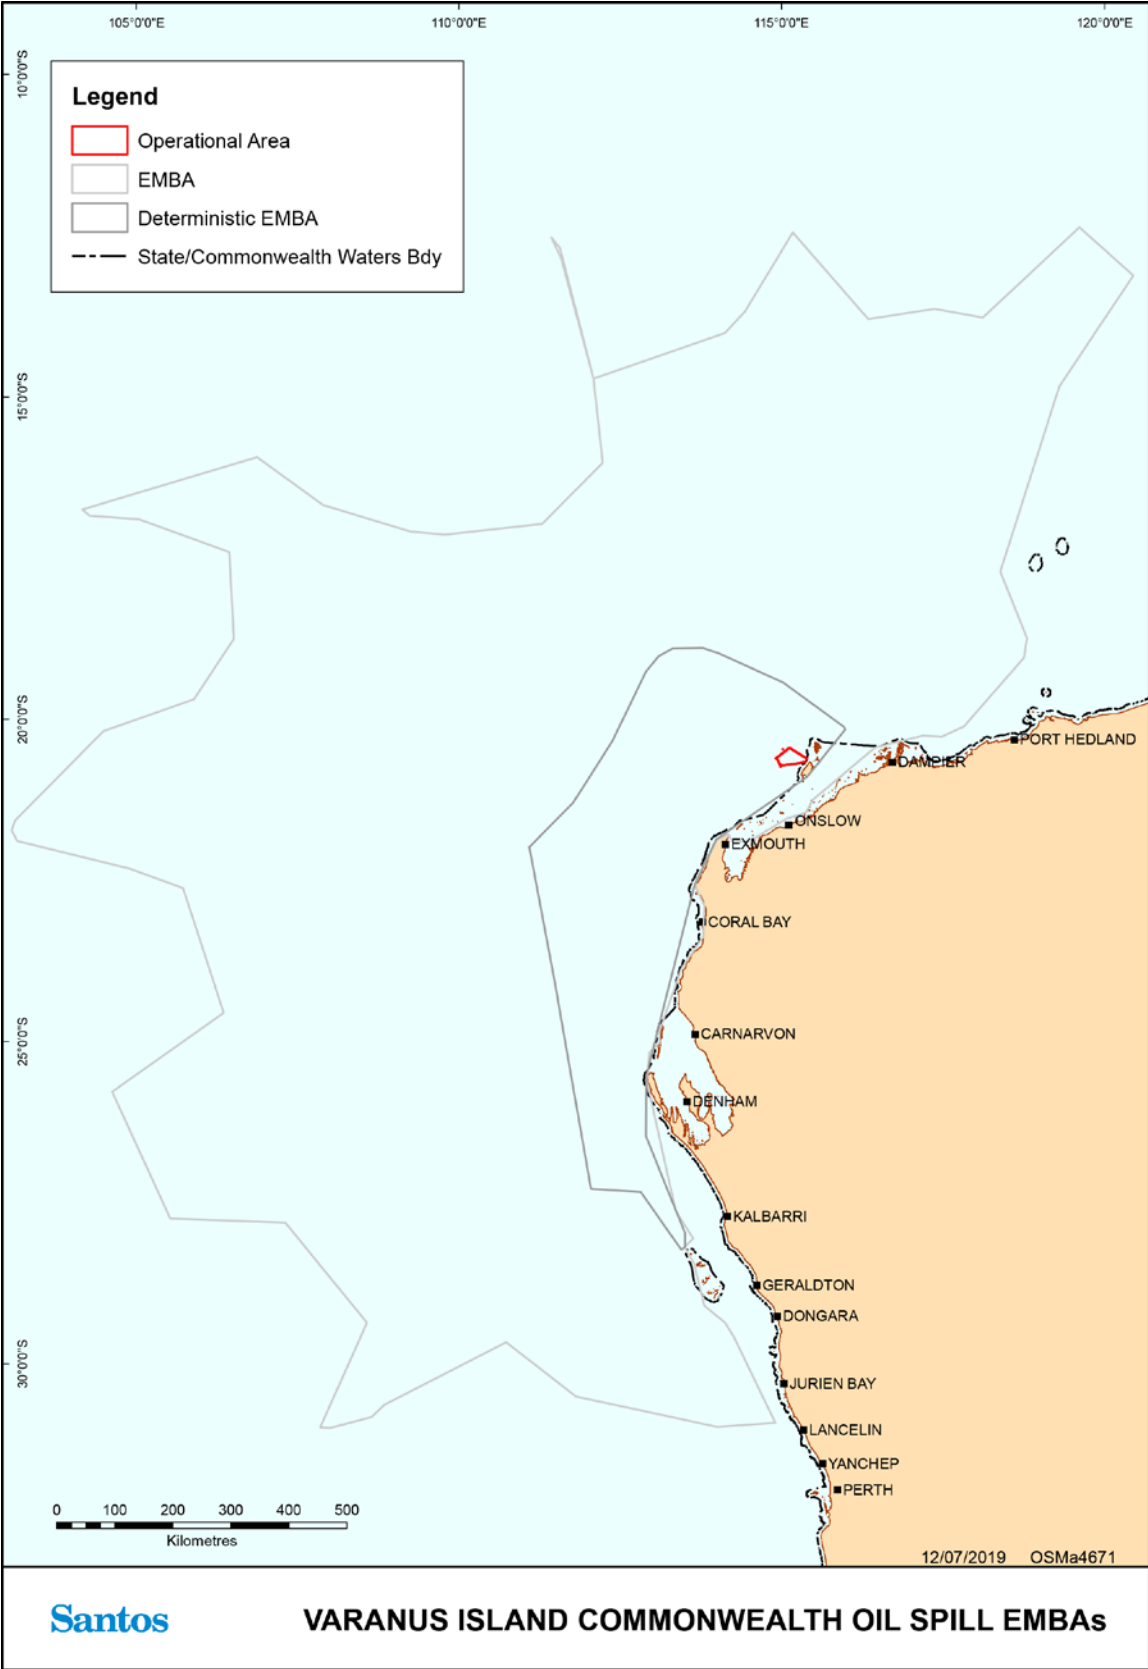 105°0'0"E
110°0'0"E
115°0'0"E
120°0'0"E
10°0'0"S
15°0'0"S
20°0'0"S
25°0'0"S
30°0'0"S
Legend
Operational Area
EMBA
Deterministic EMBA
State/Commonwealth Waters Bdy
PORT HEDLAND
DAMPIER
ONSLOW
EXMOUTH
CORAL BAY
CARNARVON
DENHAM
KALBARRI
GERALDTON
DONGARA
JURIEN BAY
LANCELIN
YANCHEP
PERTH
0 100 200 300 400 500
Kilometres
12/07/2019 OSMa4671
Santos
VARANUS ISLAND COMMONWEALTH OIL SPILL EMBAs